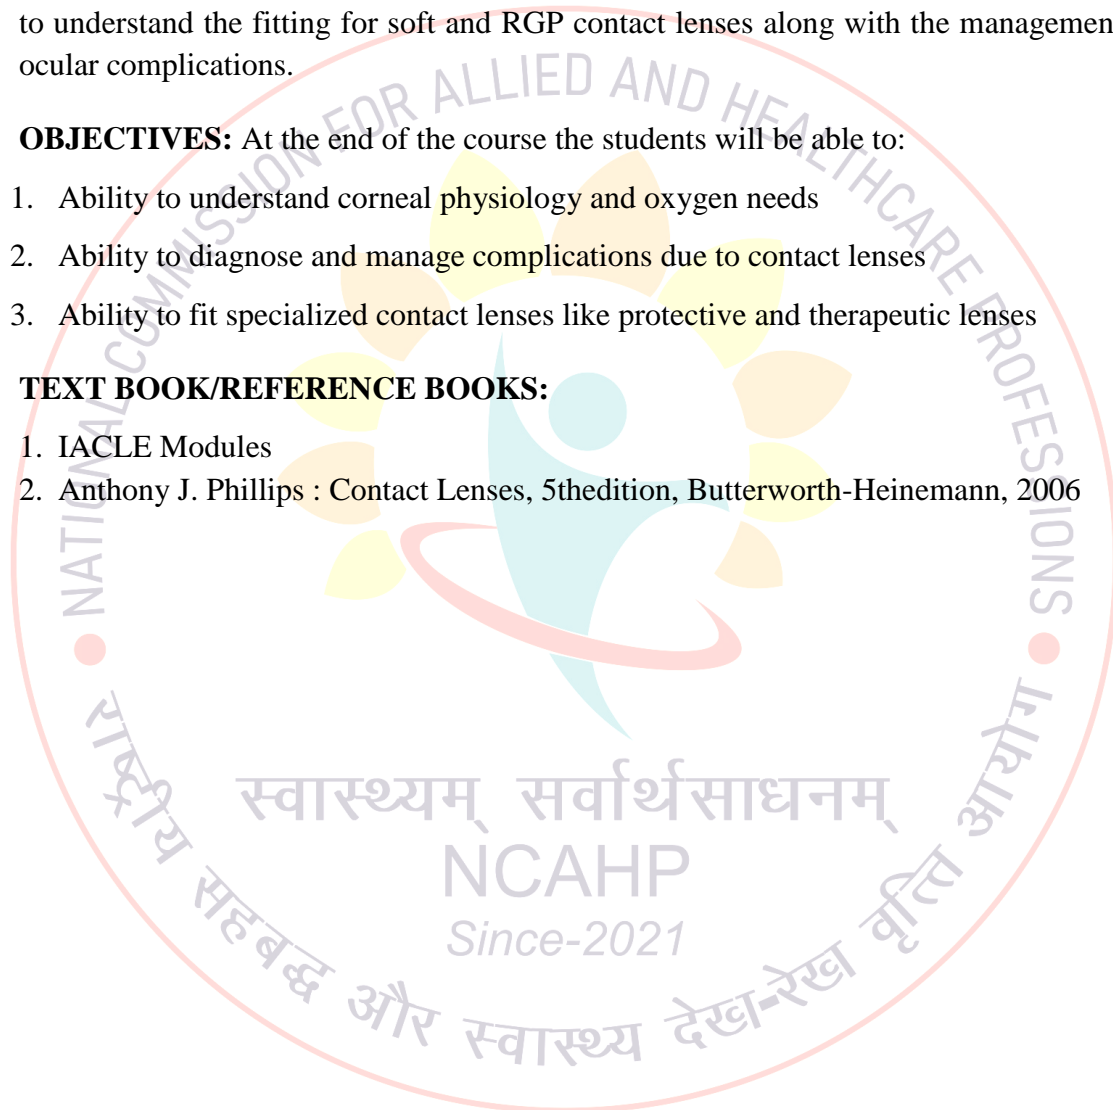 to understand the fitting for soft and RGP contact lenses along with the managemen
ocular complications.
OBJECTIVES: At the end of the course the students will be able to:
1. Ability to understand corneal physiology and oxygen needs
2. Ability to diagnose and manage complications due to contact lenses
3. Ability to fit specialized contact lenses like protective and therapeutic lenses
TEXT BOOK/REFERENCE BOOKS:
1. IACLE Modules
2. Anthony J. Phillips : Contact Lenses, 5thedition, Butterworth-Heinemann, 2006
NATIONAL COMMISSION FOR ALLIED AND HEALTHCARE PROFESSIONS
स्वास्थ्यम् सर्वार्थसाधनम्
NCAHP
Since-2021
राष्ट्रीय सहबद्ध और स्वास्थ्य देख-रेख वृत्ति आयोग